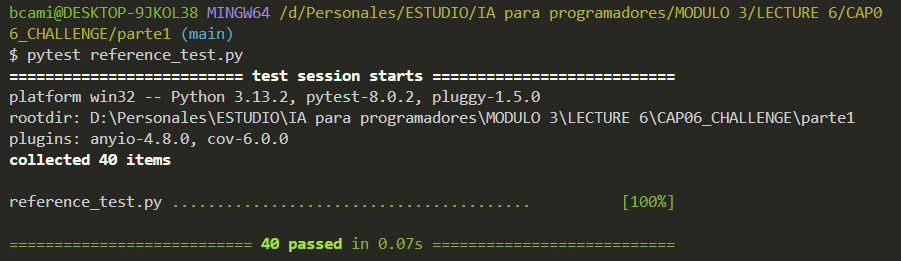 bcami@DESKTOP-9JKOL38 MINGW64 /d/Personales/ESTUDIO/IA para programadores/MODULO 3/LECTURE 6/CAP0
6_CHALLENGE/parte1 (main)
$ pytest reference_test.py
========================== test session starts ===========================
platform win32 -- Python 3.13.2, pytest-8.0.2, pluggy-1.5.0
rootdir: D:\Personales\ESTUDIO\IA para programadores\MODULO 3\LECTURE 6\CAP06_CHALLENGE\parte1
plugins: anyio-4.8.0, cov-6.0.0
collected 40 items
reference_test.py ........................................ [100%]
=========================== 40 passed in 0.07s ===========================